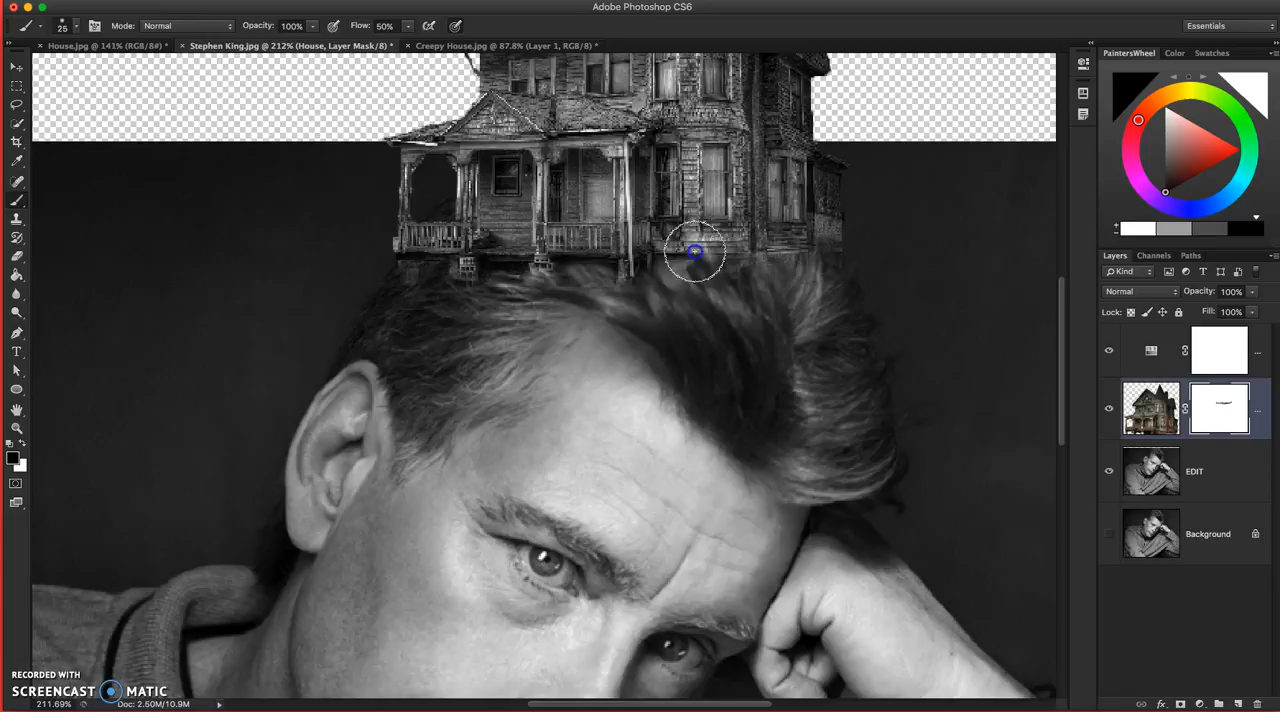 Adobe Photoshop CS6
25 Mode: Normal Opacity: 100% Flow: 50% Essentials
House.jpg @ 141% (RGB/8#) * Stephen King.jpg @ 212% (House, Layer Mask/8) * Creepy House.jpg @ 87.8% (Layer 1, RGB/8) *
PaintersWheel Color Swatches
Layers Channels Paths
Kind
Normal Opacity: 100%
Lock: Fill: 100%
...
...
EDIT
Background
RECORDED WITH
SCREENCAST MATIC
211.69% Doc: 2.50M/10.9M